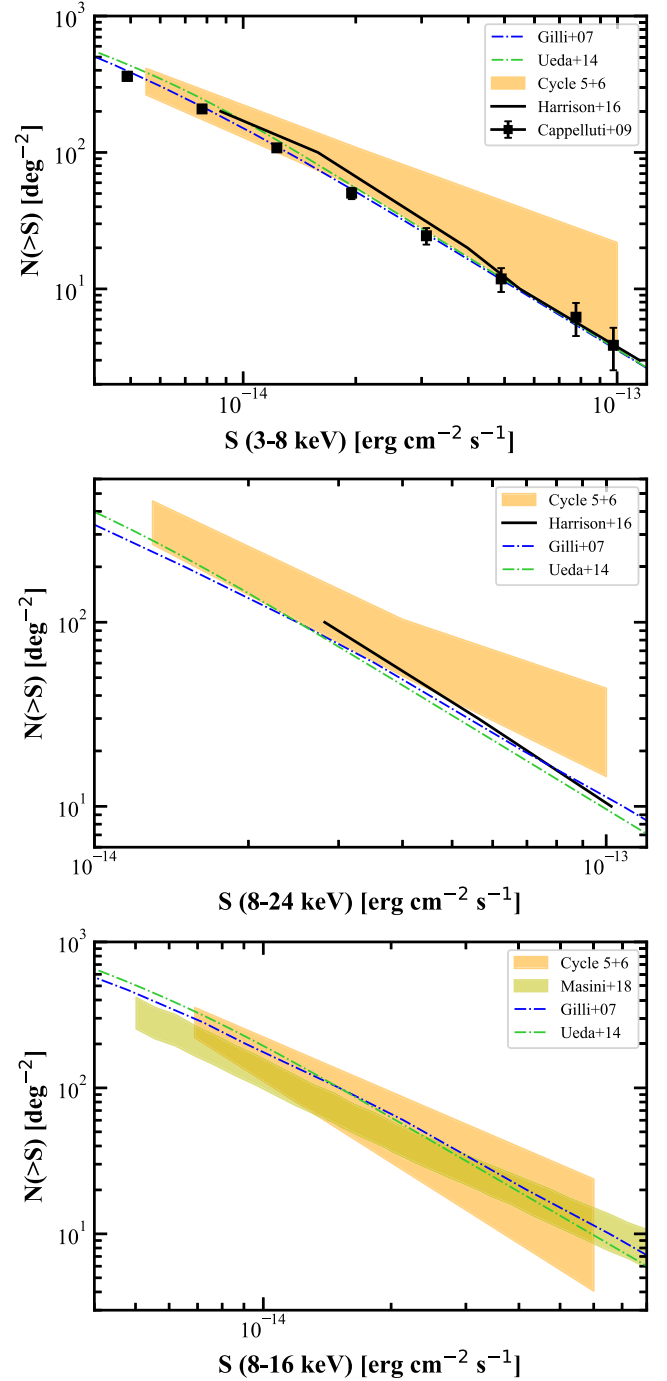 10³
10²
10¹
N(>S) [deg⁻²]
Gilli+07
Ueda+14
Cycle 5+6
Harrison+16
Cappelluti+09
10⁻¹⁴
10⁻¹³
S (3-8 keV) [erg cm⁻² s⁻¹]
10²
10¹
N(>S) [deg⁻²]
Cycle 5+6
Harrison+16
Gilli+07
Ueda+14
10⁻¹⁴
10⁻¹³
S (8-24 keV) [erg cm⁻² s⁻¹]
10³
10²
10¹
N(>S) [deg⁻²]
Cycle 5+6
Masini+18
Gilli+07
Ueda+14
10⁻¹⁴
S (8-16 keV) [erg cm⁻² s⁻¹]